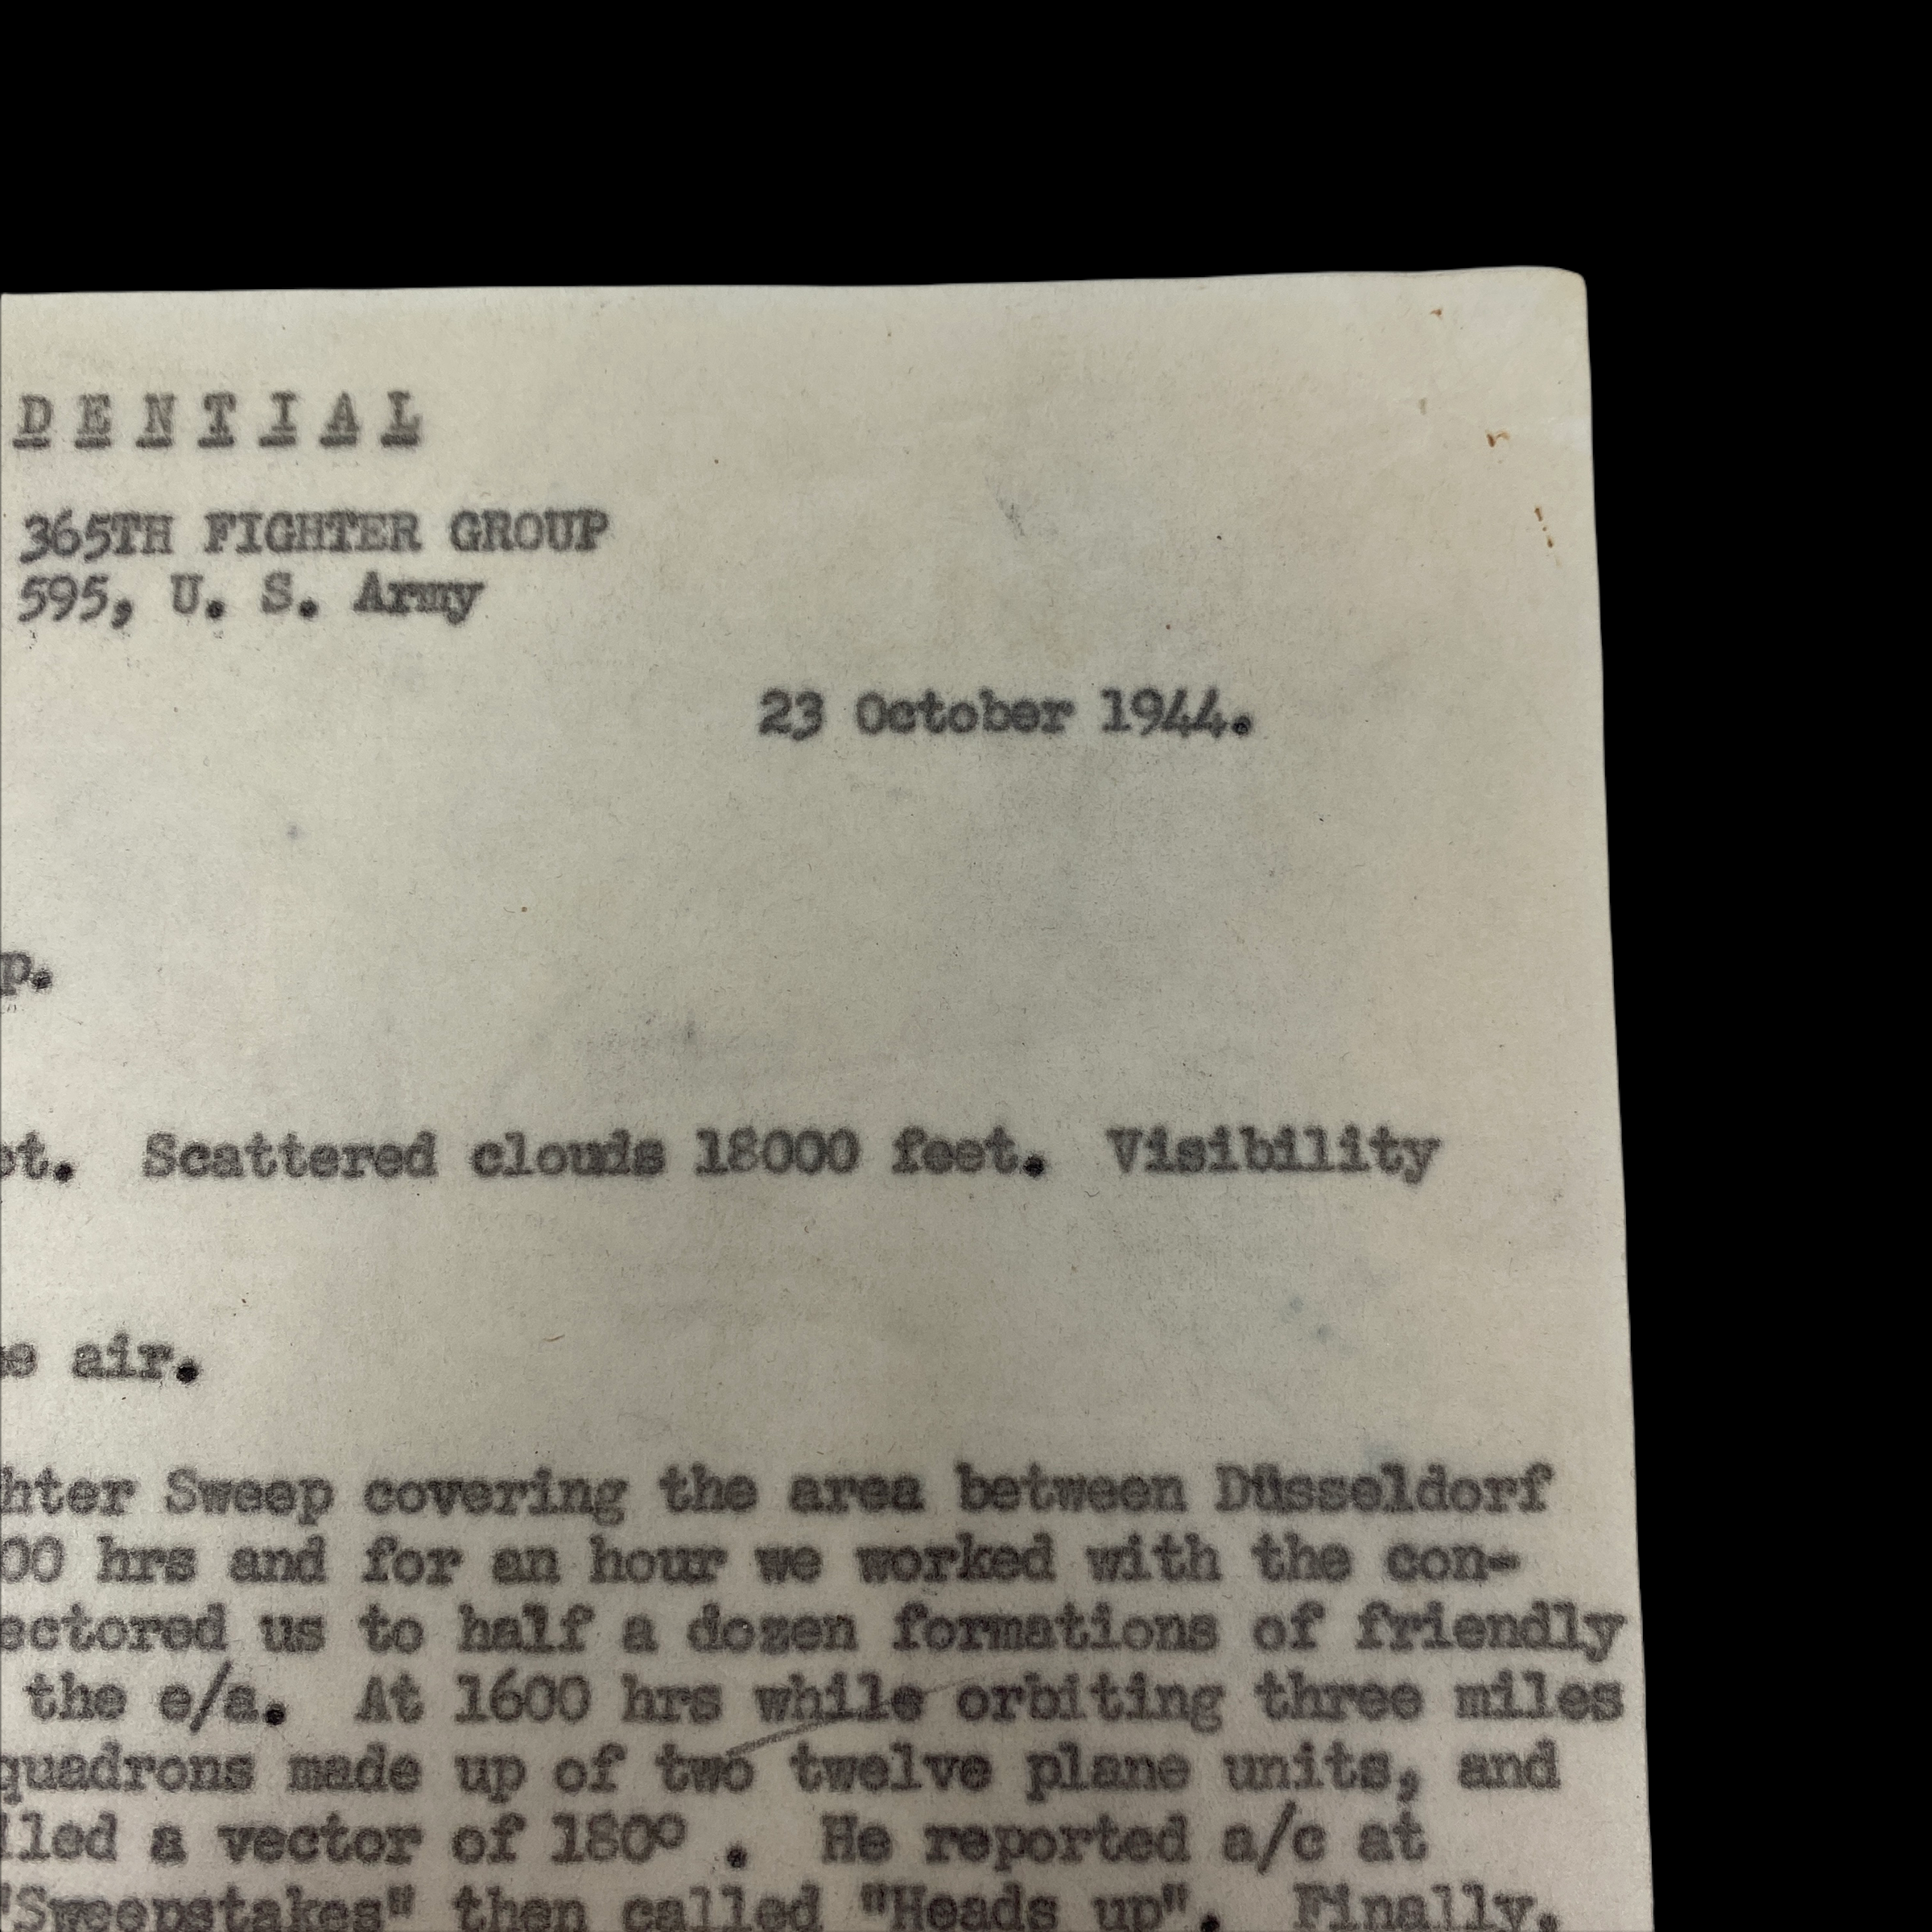 D E N T I A L
365TH FIGHTER GROUP
595, U. S. Army
23 October 1944.
p.
Scattered clouds 18000 feet. Visibility
air.
hter Sweep covering the area between Düsseldorf
00 hrs and for an hour we worked with the con-
ectored us to half a dozen formations of friendly
the e/a. At 1600 hrs while orbiting three miles
quadrons made up of two twelve plane units, and
lled a vector of 180° . He reported a/c at
"Sweepstakes" then called "Heads up". Finally,